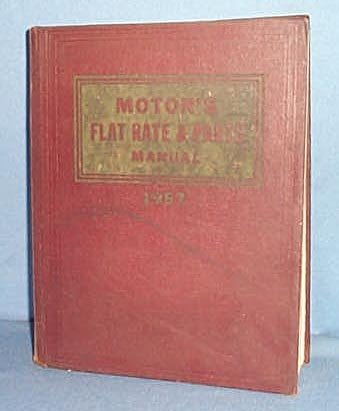 MOTOR'S
FLAT RATE & PARTS
MANUAL